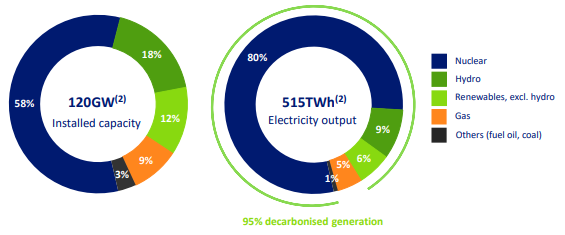 18%
58%
12%
9%
3%
120GW(2)
Installed capacity
80%
9%
6%
5%
1%
515TWh(2)
Electricity output
95% decarbonised generation
Nuclear
Hydro
Renewables, excl. hydro
Gas
Others (fuel oil, coal)